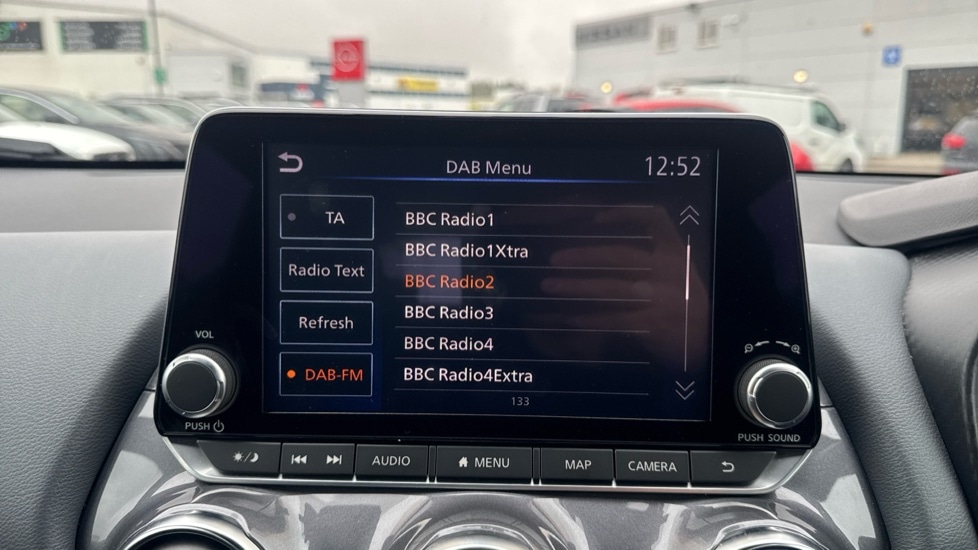 DAB Menu
12:52
TA
Radio Text
Refresh
DAB-FM
BBC Radio1
BBC Radio1Xtra
BBC Radio2
BBC Radio3
BBC Radio4
BBC Radio4Extra
133
VOL
PUSH
PUSH SOUND
AUDIO
MENU
MAP
CAMERA